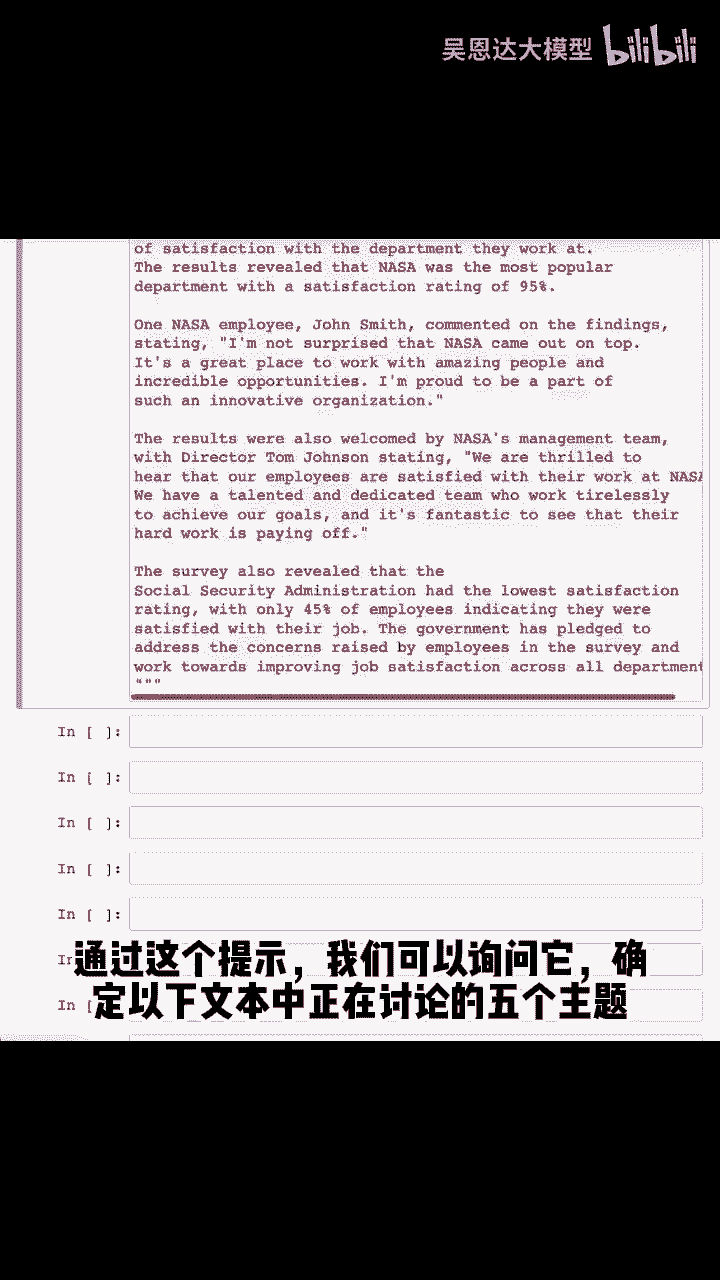 吴恩达大模型 bilibili
of satisfaction with the department they work at.
The results revealed that NASA was the most popular
department with a satisfaction rating of 95%.
One NASA employee, John Smith, commented on the findings,
stating, "I'm not surprised that NASA came out on top.
It's a great place to work with amazing people and
incredible opportunities. I'm proud to be a part of
such an innovative organization."
The results were also welcomed by NASA's management team,
with Director Tom Johnson stating, "We are thrilled to
hear that our employees are satisfied with their work at NASA
We have a talented and dedicated team who work tirelessly
to achieve our goals, and it's fantastic to see that their
hard work is paying off."
The survey also revealed that the
Social Security Administration had the lowest satisfaction
rating, with only 45% of employees indicating they were
satisfied with their job. The government has pledged to
address the concerns raised by employees in the survey and
work towards improving job satisfaction across all department
"""
In [ ]:
In [ ]:
In [ ]:
In [ ]:
In [ ]:
In
通过这个提示，我们可以询问它，确
In [
定以下文本中正在讨论的五个主题